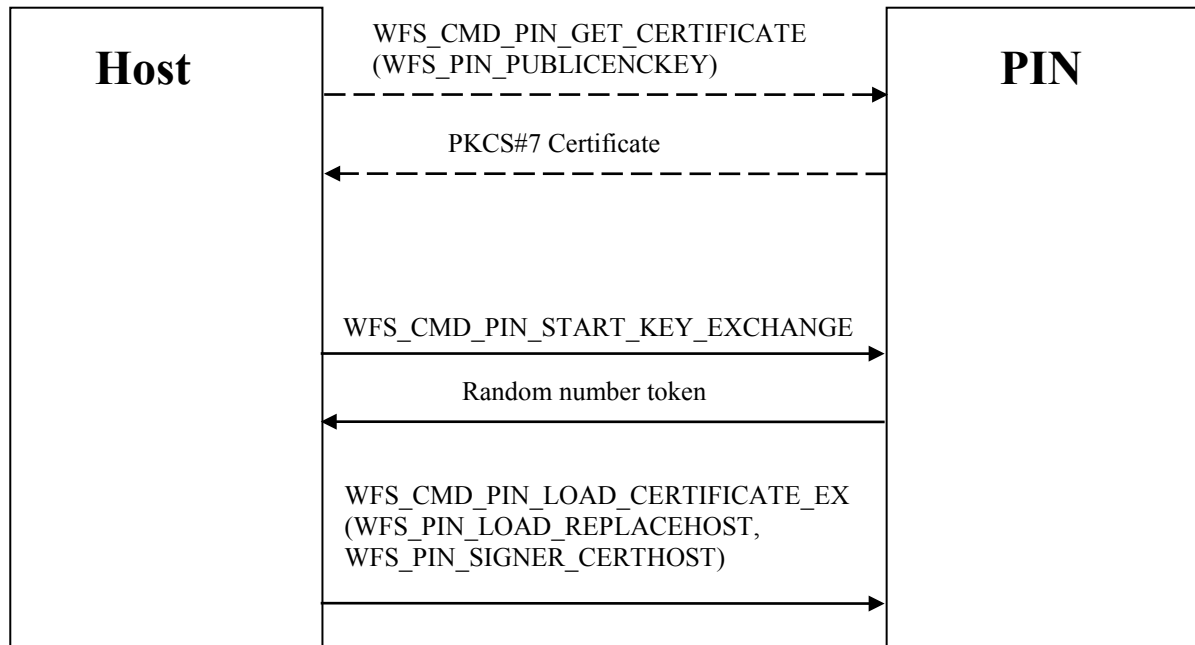 Host
PIN
WFS_CMD_PIN_GET_CERTIFICATE
(WFS_PIN_PUBLICENCKEY)
PKCS#7 Certificate
WFS_CMD_PIN_START_KEY_EXCHANGE
Random number token
WFS_CMD_PIN_LOAD_CERTIFICATE_EX
(WFS_PIN_LOAD_REPLACEHOST,
WFS_PIN_SIGNER_CERTHOST)